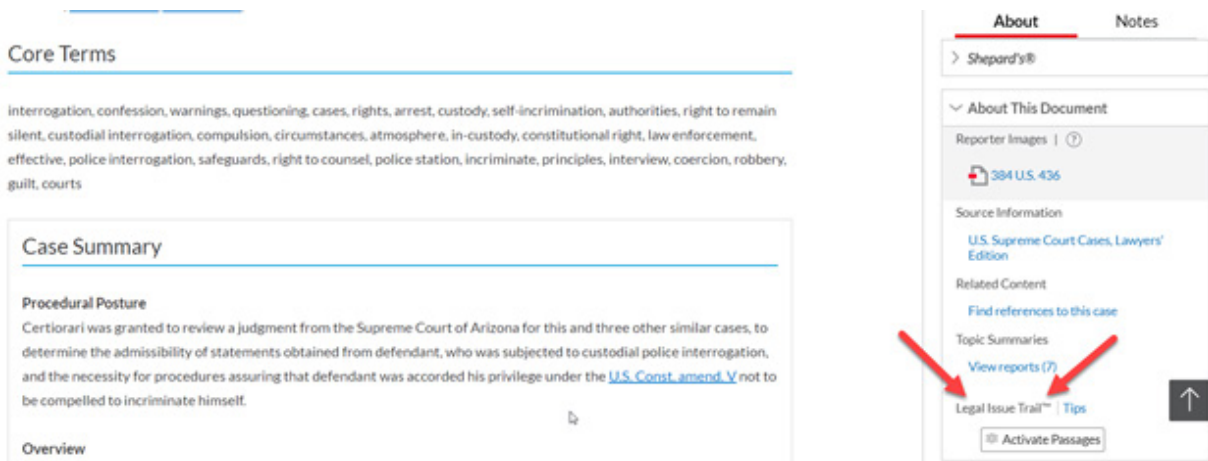 Core Terms
interrogation, confession, warnings, questioning, cases, rights, arrest, custody, self-incrimination, authorities, right to remain
silent, custodial interrogation, compulsion, circumstances, atmosphere, in-custody, constitutional right, law enforcement,
effective, police interrogation, safeguards, right to counsel, police station, incriminate, principles, interview, coercion, robbery,
guilt, courts
Case Summary
Procedural Posture
Certiorari was granted to review a judgment from the Supreme Court of Arizona for this and three other similar cases, to
determine the admissibility of statements obtained from defendant, who was subjected to custodial police interrogation,
and the necessity for procedures assuring that defendant was accorded his privilege under the U.S. Const. amend. V not to
be compelled to incriminate himself.
Overview
About Notes
Shepard's®
About This Document
Reporter Images | ?
384 U.S. 436
Source Information
U.S. Supreme Court Cases, Lawyers'
Edition
Related Content
Find references to this case
Topic Summaries
View reports (7)
Legal Issue Trail™ | Tips
Activate Passages